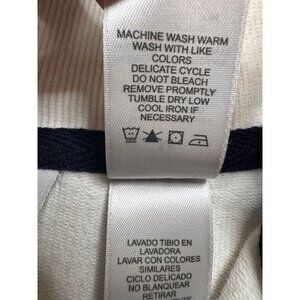 MACHINE WASH WARM
WASH WITH LIKE
COLORS
DELICATE CYCLE
DO NOT BLEACH
REMOVE PROMPTLY
TUMBLE DRY LOW
COOL IRON IF
NECESSARY
LAVADO TIBIO EN
LAVADORA
LAVAR CON COLORES
SIMILARES
CICLO DELICADO
NO BLANQUEAR
RETIRAR